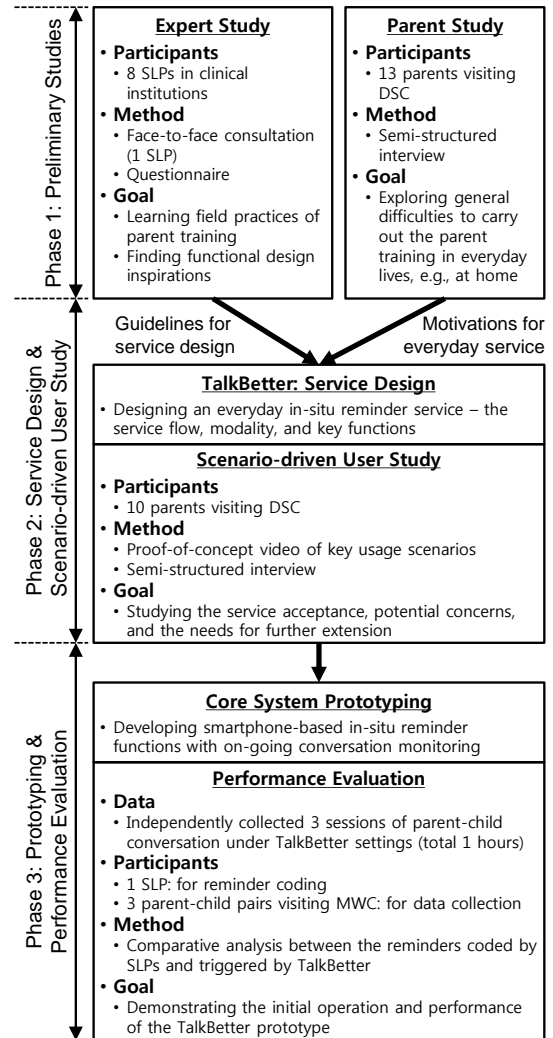 Phase 1: Preliminary Studies
Expert Study
• Participants
• 8 SLPs in clinical
institutions
• Method
• Face-to-face consultation
(1 SLP)
• Questionnaire
• Goal
• Learning field practices of
parent training
• Finding functional design
inspirations
Parent Study
• Participants
• 13 parents visiting
DSC
• Method
• Semi-structured
interview
• Goal
• Exploring general
difficulties to carry
out the parent
training in everyday
lives, e.g., at home
Phase 2: Service Design &
Scenario-driven User Study
Guidelines for
service design
Motivations for
everyday service
TalkBetter: Service Design
• Designing an everyday in-situ reminder service – the
service flow, modality, and key functions
Scenario-driven User Study
• Participants
• 10 parents visiting DSC
• Method
• Proof-of-concept video of key usage scenarios
• Semi-structured interview
• Goal
• Studying the service acceptance, potential concerns,
and the needs for further extension
Phase 3: Prototyping &
Performance Evaluation
Core System Prototyping
• Developing smartphone-based in-situ reminder
functions with on-going conversation monitoring
Performance Evaluation
• Data
• Independently collected 3 sessions of parent-child
conversation under TalkBetter settings (total 1 hours)
• Participants
• 1 SLP: for reminder coding
• 3 parent-child pairs visiting MWC: for data collection
• Method
• Comparative analysis between the reminders coded by
SLPs and triggered by TalkBetter
• Goal
• Demonstrating the initial operation and performance
of the TalkBetter prototype